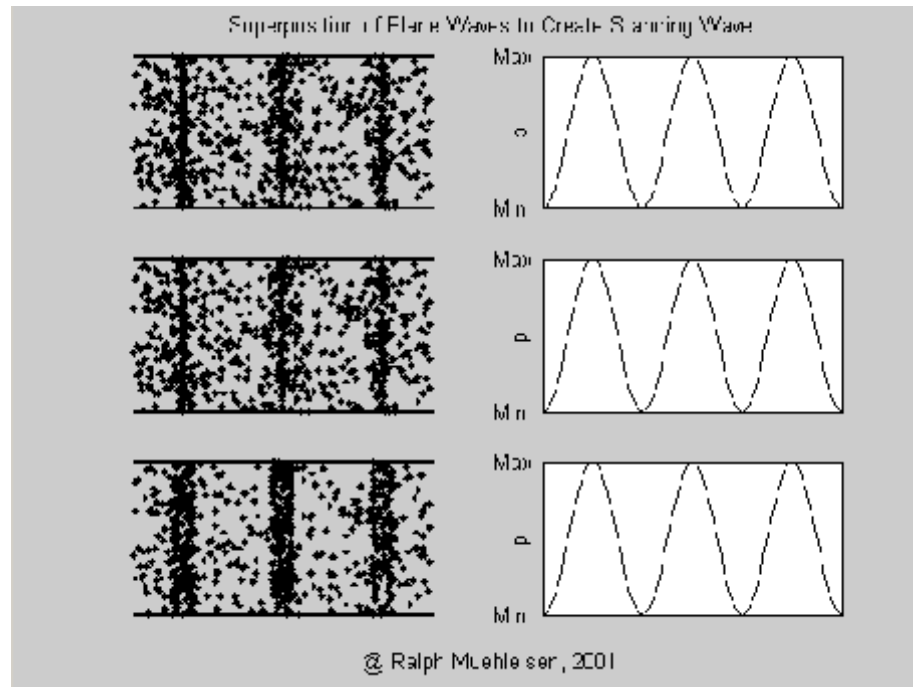 Superposition of Plane Waves to Create Standing Wave
Max
p
Min
Max
p
Min
Max
p
Min
@ Ralph Muehleisen, 2001